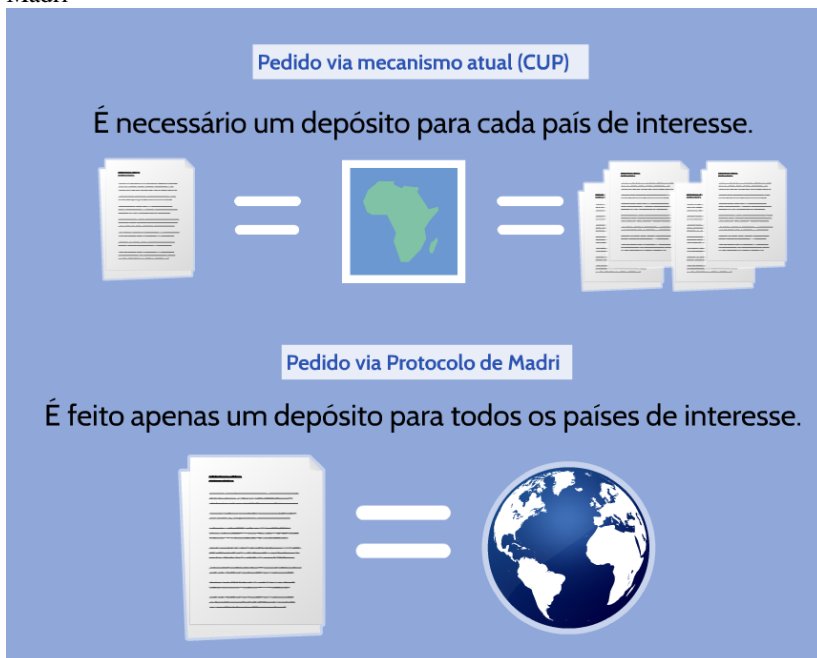 Pedido via mecanismo atual (CUP)
É necessário um depósito para cada país de interesse.
Pedido via Protocolo de Madri
É feito apenas um depósito para todos os países de interesse.